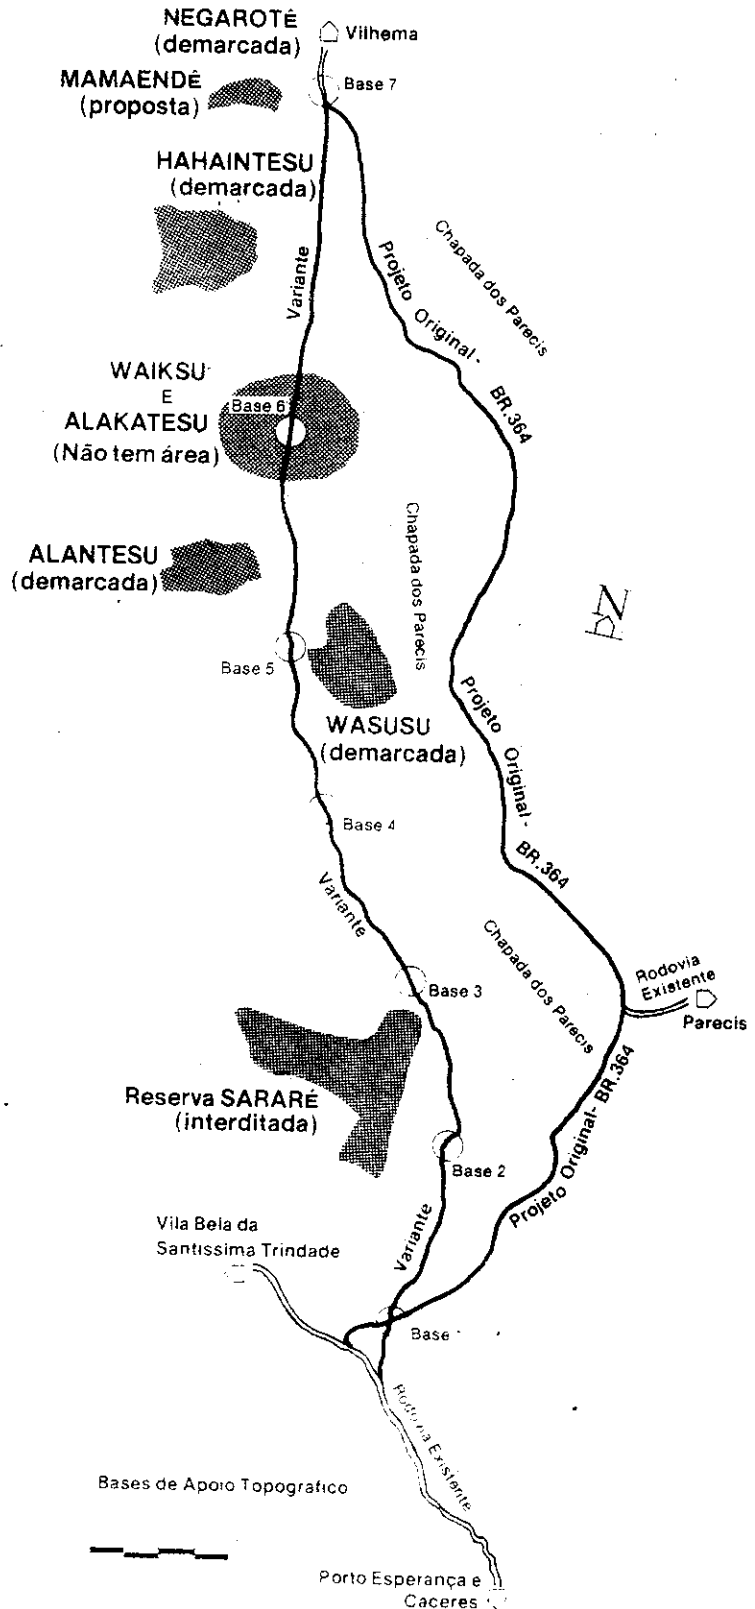 NEGAROTÊ
(demarcada)
Vilhema
MAMAENDÊ
(proposta)
Base 7
HAHAINTESU
(demarcada)
Variante
Projeto Original -
BR.364
Chapada dos Parecis
WAIKSU
E
ALAKATESU
(Não tem área)
Base 6
Chapada dos Parecis
ALANTESU
(demarcada)
N
Base 5
WASUSU
(demarcada)
Projeto Original -
BR.364
Base 4
Variante
Chapada dos Parecis
Rodovia
Existente
Parecis
Base 3
Reserva SARARÉ
(interditada)
Base 2
Projeto Original- BR.364
Vila Bela da
Santissima Trindade
Variante
Base
Rodovia Existente
Bases de Apoio Topografico
Porto Esperança e
Caceres